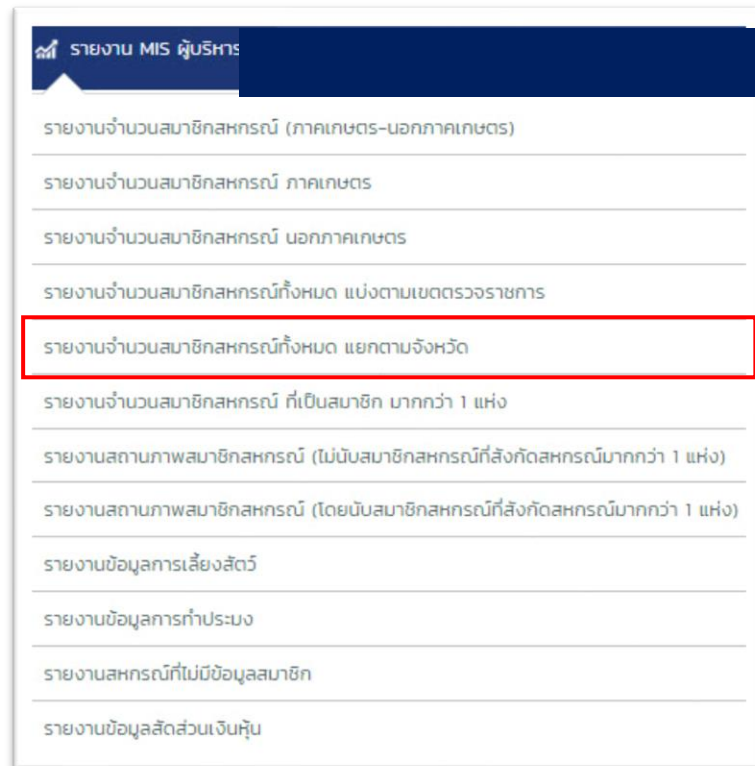 รายงาน MIS ผู้บริหาร
รายงานจำนวนสมาชิกสหกรณ์ (ภาคเกษตร-นอกภาคเกษตร)
รายงานจำนวนสมาชิกสหกรณ์ ภาคเกษตร
รายงานจำนวนสมาชิกสหกรณ์ นอกภาคเกษตร
รายงานจำนวนสมาชิกสหกรณ์ทั้งหมด แบ่งตามเขตตรวจราชการ
รายงานจำนวนสมาชิกสหกรณ์ทั้งหมด แยกตามจังหวัด
รายงานจำนวนสมาชิกสหกรณ์ ที่เป็นสมาชิก มากกว่า 1 แห่ง
รายงานสถานภาพสมาชิกสหกรณ์ (ไม่นับสมาชิกสหกรณ์ที่สังกัดสหกรณ์มากกว่า 1 แห่ง)
รายงานสถานภาพสมาชิกสหกรณ์ (โดยนับสมาชิกสหกรณ์ที่สังกัดสหกรณ์มากกว่า 1 แห่ง)
รายงานข้อมูลการเลี้ยงสัตว์
รายงานข้อมูลการทำประมง
รายงานสหกรณ์ที่ไม่มีข้อมูลสมาชิก
รายงานข้อมูลสัดส่วนเงินหุ้น